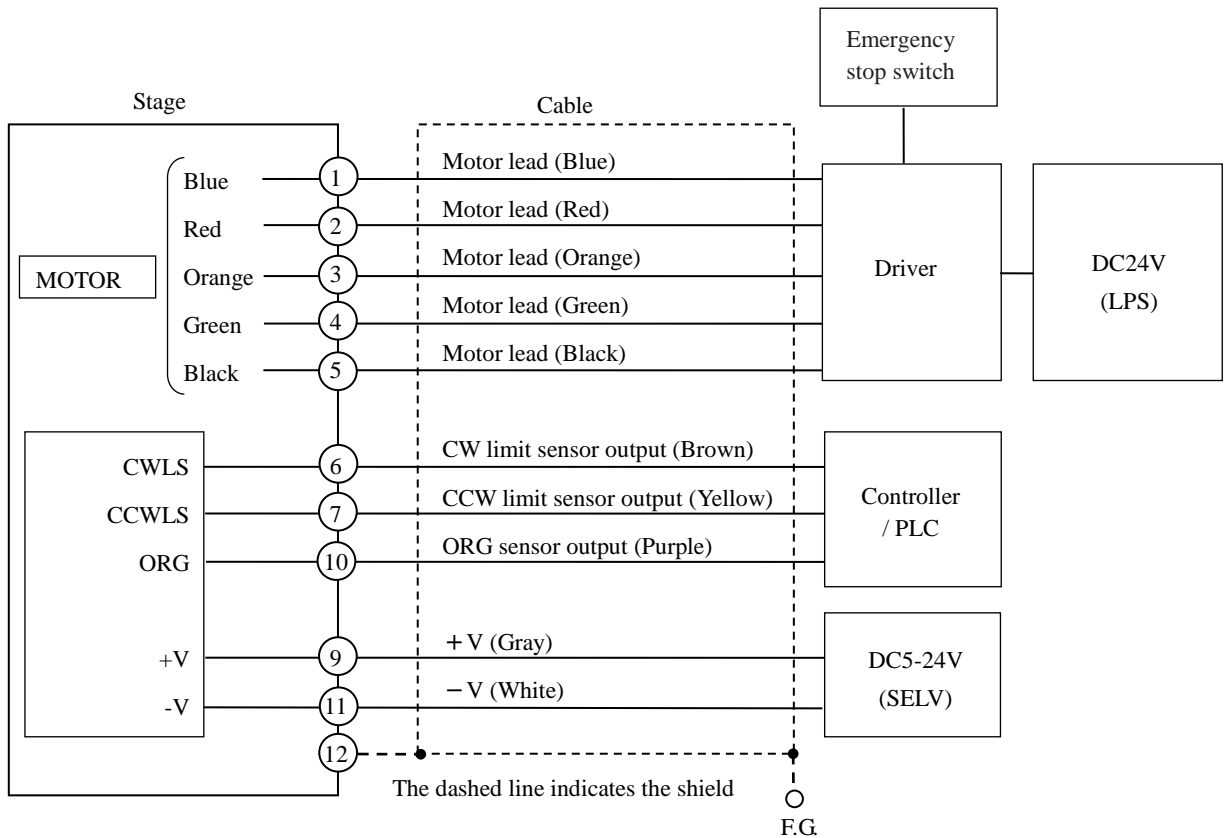 Emergency
stop switch
Stage
Cable
Blue
1
Motor lead (Blue)
Red
2
Motor lead (Red)
MOTOR
Orange
3
Motor lead (Orange)
Driver
DC24V
(LPS)
Green
4
Motor lead (Green)
Black
5
Motor lead (Black)
CWLS
6
CW limit sensor output (Brown)
CCWLS
7
CCW limit sensor output (Yellow)
ORG
10
ORG sensor output (Purple)
Controller
/ PLC
+V
9
+V (Gray)
-V
11
−V (White)
DC5-24V
(SELV)
12
The dashed line indicates the shield
F.G.